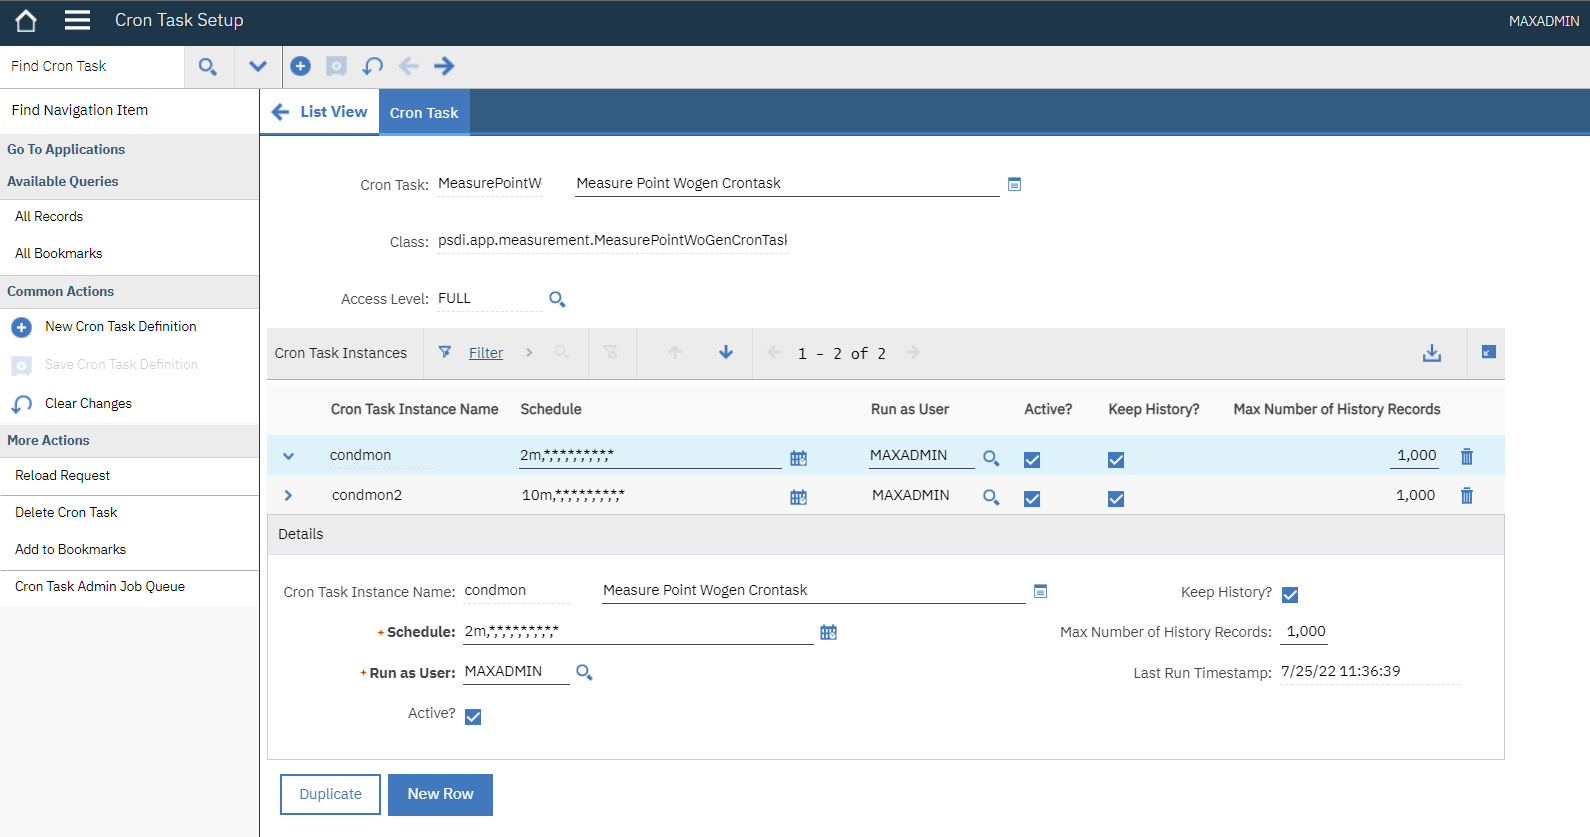 Cron Task Setup
MAXADMIN
Find Cron Task
Find Navigation Item
Go To Applications
Available Queries
All Records
All Bookmarks
Common Actions
New Cron Task Definition
Save Cron Task Definition
Clear Changes
More Actions
Reload Request
Delete Cron Task
Add to Bookmarks
Cron Task Admin Job Queue
List View
Cron Task
Cron Task: MeasurePointW Measure Point Wogen Crontask
Class: psdi.app.measurement.MeasurePointWoGenCronTask
Access Level: FULL
Cron Task Instances Filter 1 - 2 of 2
Cron Task Instance Name Schedule Run as User Active? Keep History? Max Number of History Records
condmon 2m,*,*,*,*,*,*,*,*,* MAXADMIN 1,000
condmon2 10m,*,*,*,*,*,*,*,*,* MAXADMIN 1,000
Details
Cron Task Instance Name: condmon Measure Point Wogen Crontask Keep History?
Schedule: 2m,*,*,*,*,*,*,*,*,* Max Number of History Records: 1,000
Run as User: MAXADMIN Last Run Timestamp: 7/25/22 11:36:39
Active?
Duplicate New Row